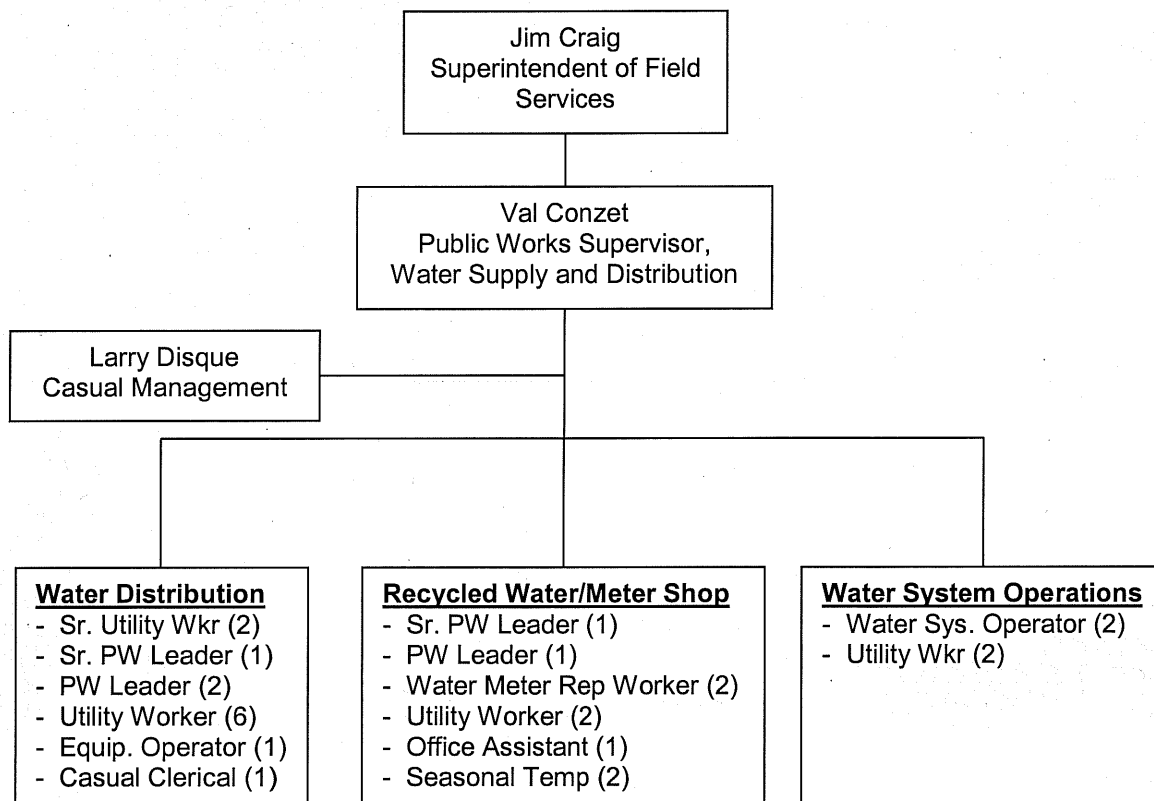 Jim Craig
Superintendent of Field
Services
Val Conzet
Public Works Supervisor,
Water Supply and Distribution
Larry Disque
Casual Management
Water Distribution
- Sr. Utility Wkr (2)
- Sr. PW Leader (1)
- PW Leader (2)
- Utility Worker (6)
- Equip. Operator (1)
- Casual Clerical (1)
Recycled Water/Meter Shop
- Sr. PW Leader (1)
- PW Leader (1)
- Water Meter Rep Worker (2)
- Utility Worker (2)
- Office Assistant (1)
- Seasonal Temp (2)
Water System Operations
- Water Sys. Operator (2)
- Utility Wkr (2)